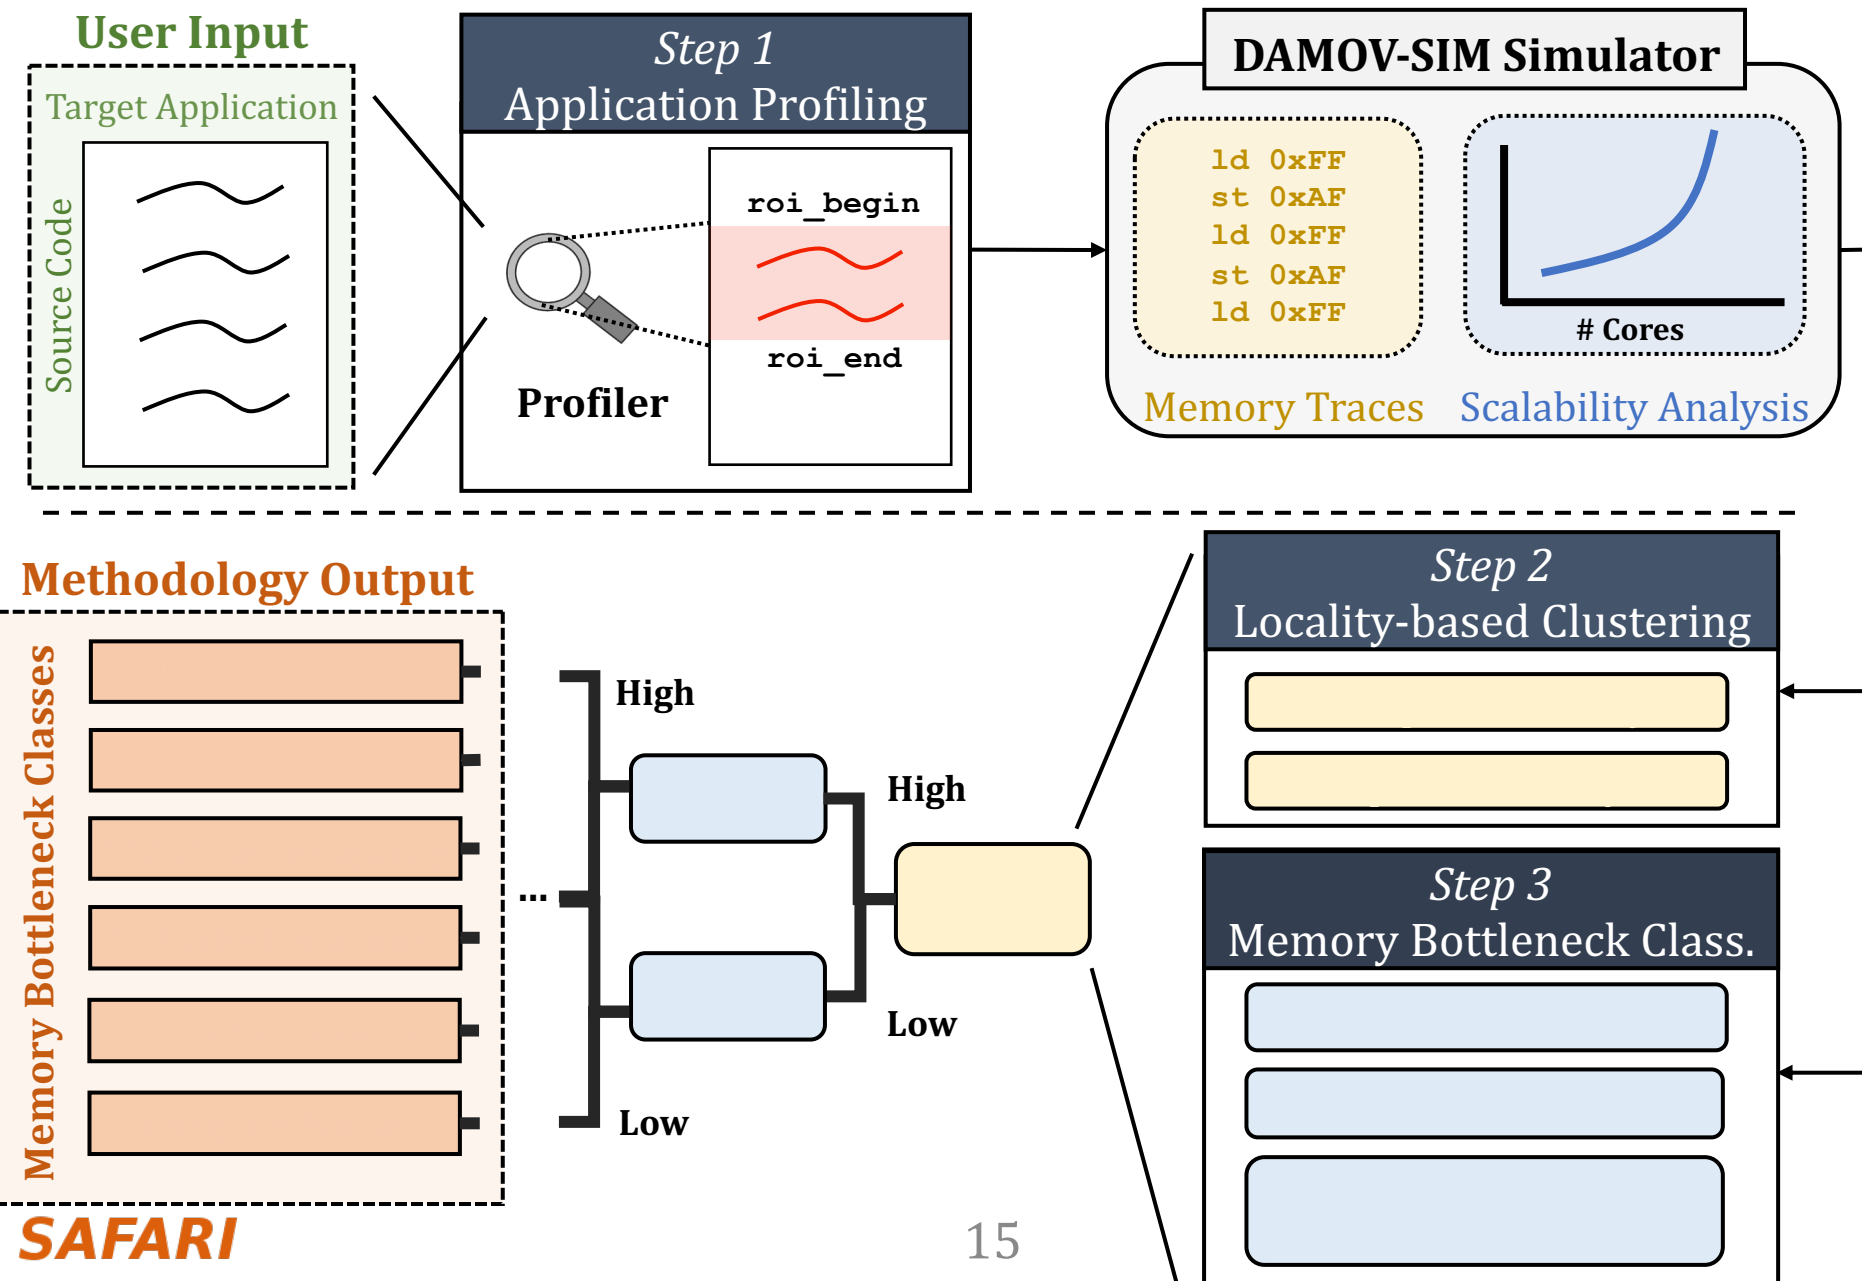 User Input
Target Application
Source Code
Step 1
Application Profiling
roi_begin
roi_end
Profiler
DAMOV-SIM Simulator
ld 0xFF
st 0xAF
ld 0xFF
st 0xAF
ld 0xFF
Memory Traces
# Cores
Scalability Analysis
Methodology Output
Memory Bottleneck Classes
...
High
Low
High
Low
Step 2
Locality-based Clustering
Step 3
Memory Bottleneck Class.
SAFARI
15